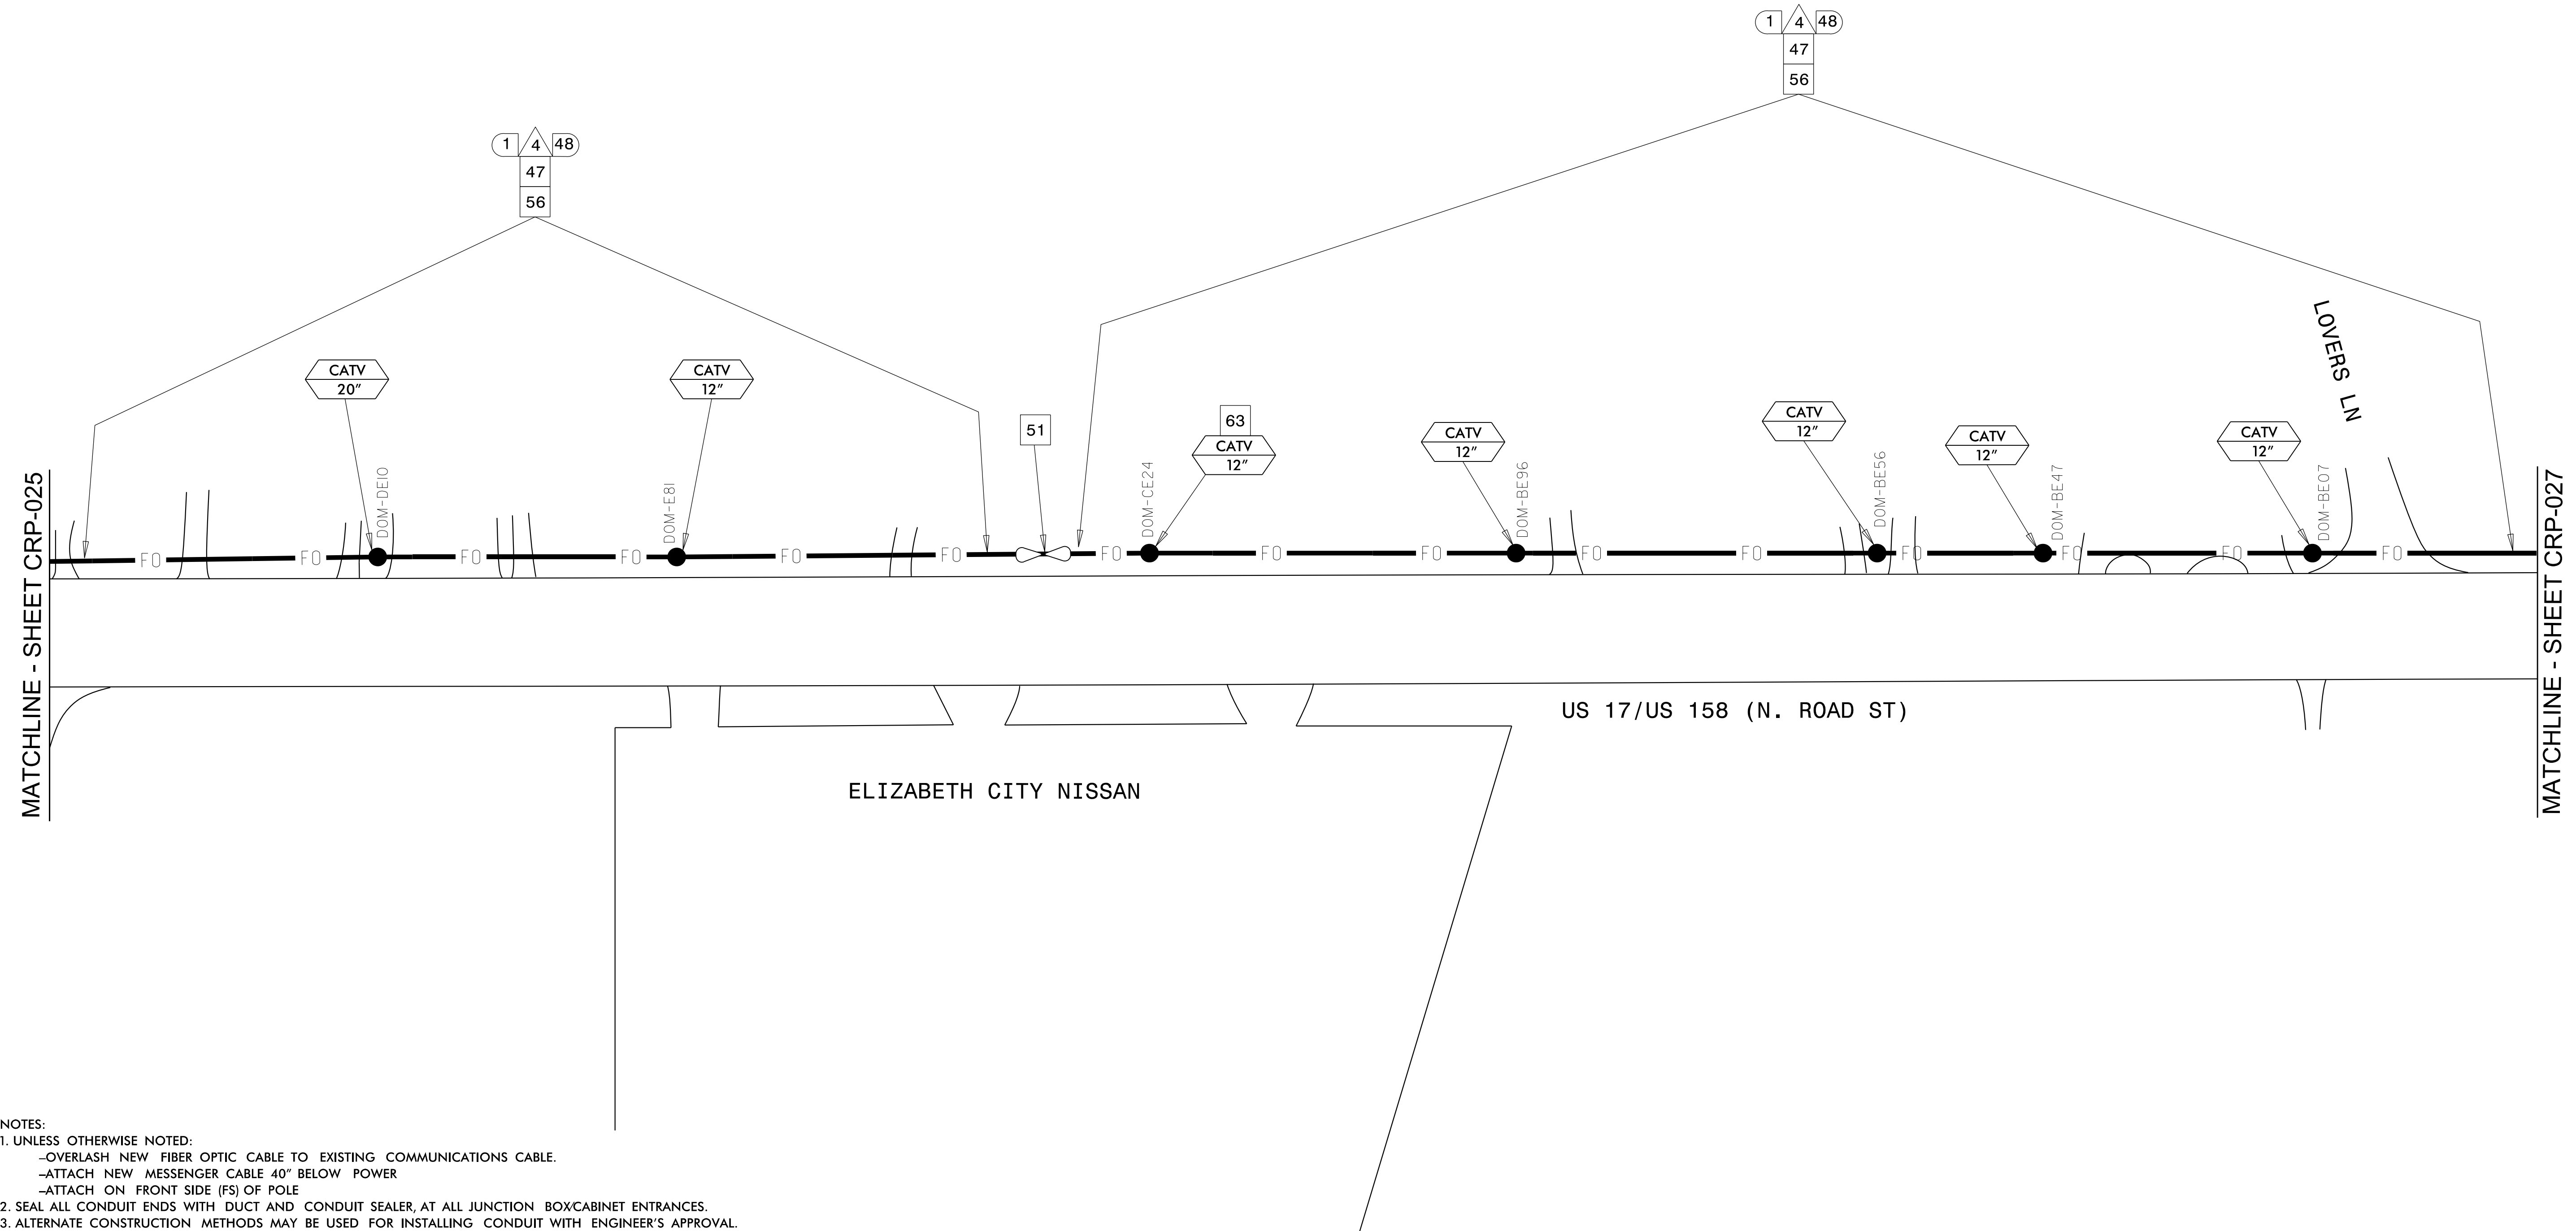 1 4 48
47
56
1 4 48
47
56
CATV
20"
CATV
12"
51
63
CATV
12"
CATV
12"
CATV
12"
CATV
12"
CATV
12"
LOVERS LN
DOM-DE10
DOM-E81
DOM-CE24
DOM-BE96
DOM-BE56
DOM-BE47
DOM-BE07
MATCHLINE - SHEET CRP-025
FO FO FO FO FO FO FO FO FO FO FO FO FO FO FO
MATCHLINE - SHEET CRP-027
US 17/US 158 (N. ROAD ST)
ELIZABETH CITY NISSAN
NOTES:
1. UNLESS OTHERWISE NOTED:
–OVERLASH NEW FIBER OPTIC CABLE TO EXISTING COMMUNICATIONS CABLE.
–ATTACH NEW MESSENGER CABLE 40" BELOW POWER
–ATTACH ON FRONT SIDE (FS) OF POLE
2. SEAL ALL CONDUIT ENDS WITH DUCT AND CONDUIT SEALER, AT ALL JUNCTION BOX/CABINET ENTRANCES.
3. ALTERNATE CONSTRUCTION METHODS MAY BE USED FOR INSTALLING CONDUIT WITH ENGINEER'S APPROVAL.